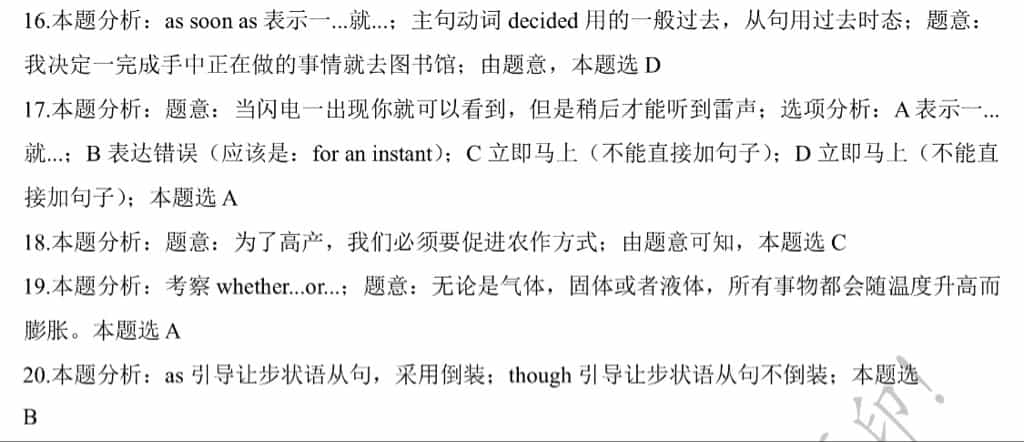 16.本题分析：as soon as 表示一...就...；主句动词 decided 用的一般过去，从句用过去时态；题意：
我决定一完成手中正在做的事情就去图书馆；由题意，本题选 D
17.本题分析：题意：当闪电一出现你就可以看到，但是稍后才能听到雷声；选项分析：A 表示一...
就...；B 表达错误（应该是：for an instant）；C 立即马上（不能直接加句子）；D 立即马上（不能直
接加句子）；本题选 A
18.本题分析：题意：为了高产，我们必须要促进农作方式；由题意可知，本题选 C
19.本题分析：考察 whether...or...；题意：无论是气体，固体或者液体，所有事物都会随温度升高而
膨胀。本题选 A
20.本题分析：as 引导让步状语从句，采用倒装；though 引导让步状语从句不倒装；本题选
B
印！